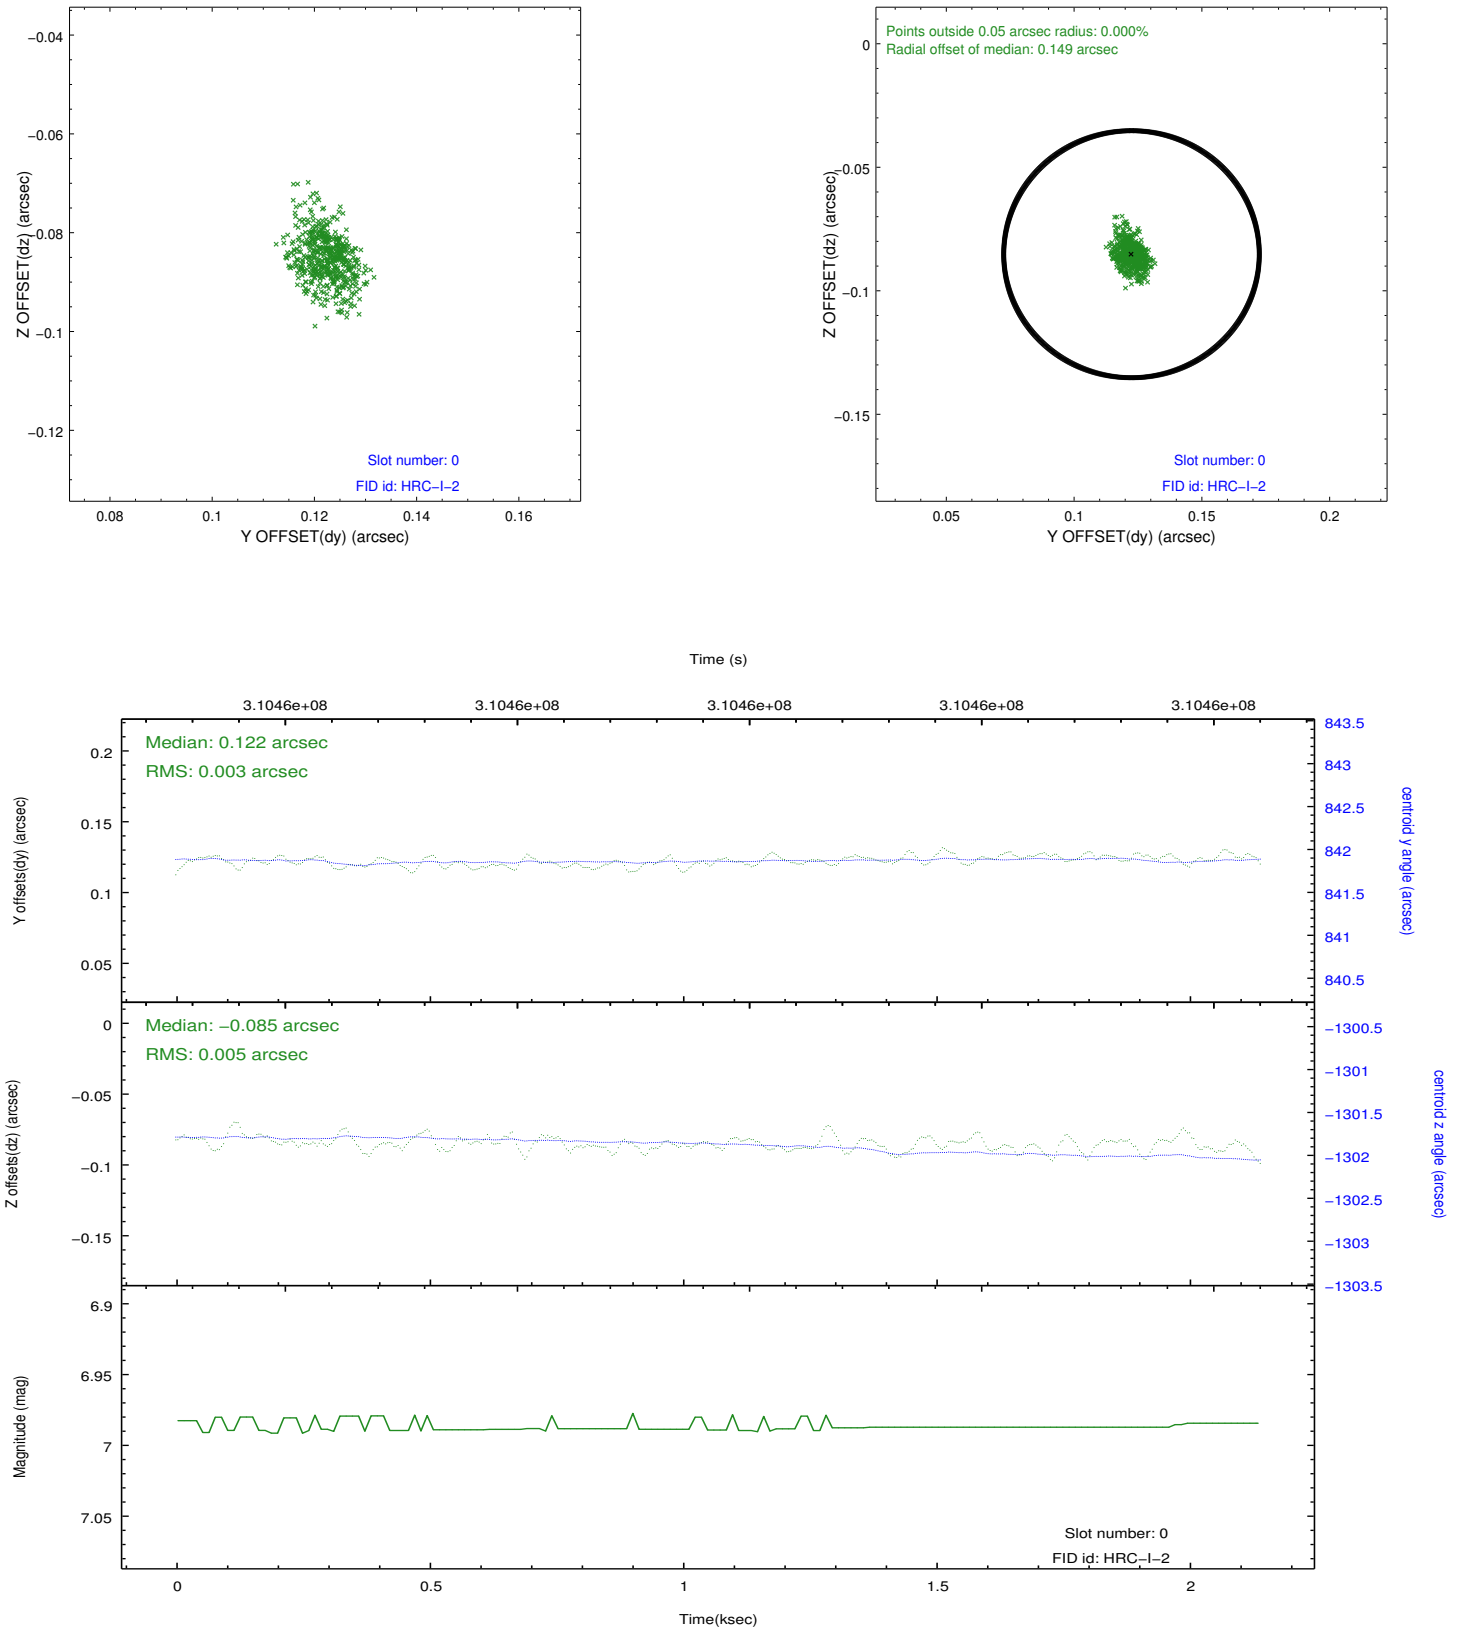 −0.04
−0.06
−0.08
−0.1
−0.12
Z OFFSET(dz) (arcsec)
Slot number: 0
FID id: HRC−I−2
0.08 0.1 0.12 0.14 0.16
Y OFFSET(dy) (arcsec)
Points outside 0.05 arcsec radius: 0.000%
Radial offset of median: 0.149 arcsec
0
−0.05
−0.1
−0.15
Z OFFSET(dz) (arcsec)
Slot number: 0
FID id: HRC−I−2
0.05 0.1 0.15 0.2
Y OFFSET(dy) (arcsec)
Time (s)
3.1046e+08 3.1046e+08 3.1046e+08 3.1046e+08 3.1046e+08
Median: 0.122 arcsec
RMS: 0.003 arcsec
0.2
0.15
0.1
0.05
Y offsets(dy) (arcsec)
843.5
843
842.5
842
841.5
841
840.5
centroid y angle (arcsec)
Median: −0.085 arcsec
RMS: 0.005 arcsec
0
−0.05
−0.1
−0.15
Z offsets(dz) (arcsec)
−1300.5
−1301
−1301.5
−1302
−1302.5
−1303
−1303.5
centroid z angle (arcsec)
6.9
6.95
7
7.05
Magnitude (mag)
Slot number: 0
FID id: HRC−I−2
0 0.5 1 1.5 2
Time(ksec)